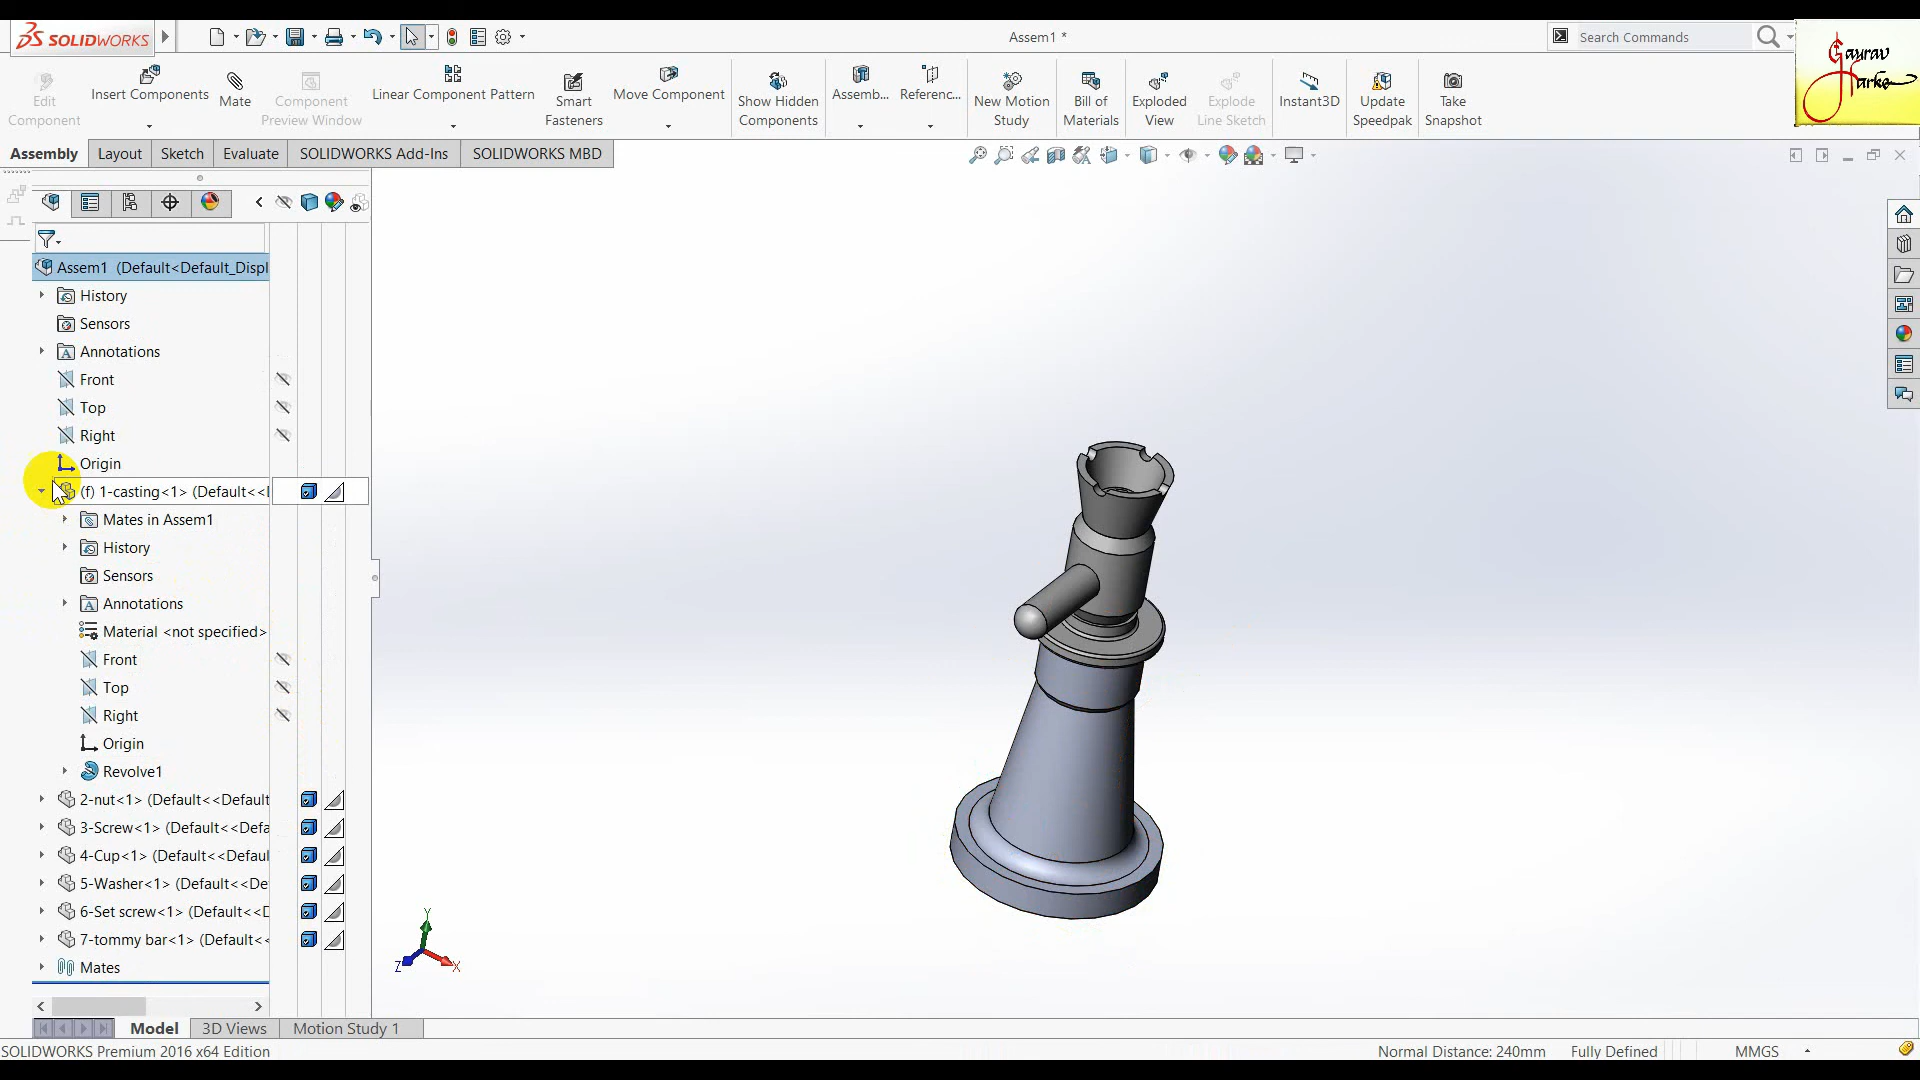 SOLIDWORKS
Assem1 *
Search Commands
Gaurav
Edit Component
Insert Components
Mate
Component Preview Window
Linear Component Pattern
Smart Fasteners
Move Component
Show Hidden Components
Assemb...
Referenc...
New Motion Study
Bill of Materials
Exploded View
Explode Line Sketch
Instant3D
Update Speedpak
Take Snapshot
Assembly
Layout
Sketch
Evaluate
SOLIDWORKS Add-Ins
SOLIDWORKS MBD
Assem1 (Default<Default_Displ
History
Sensors
Annotations
Front
Top
Right
Origin
(f) 1-casting<1> (Default<<
Mates in Assem1
History
Sensors
Annotations
Material <not specified>
Front
Top
Right
Origin
Revolve1
2-nut<1> (Default<<Default
3-Screw<1> (Default<<Defa
4-Cup<1> (Default<<Defaul
5-Washer<1> (Default<<De
6-Set screw<1> (Default<<D
7-tommy bar<1> (Default<<
Mates
Y
Z
X
Model
3D Views
Motion Study 1
SOLIDWORKS Premium 2016 x64 Edition
Normal Distance: 240mm
Fully Defined
MMGS